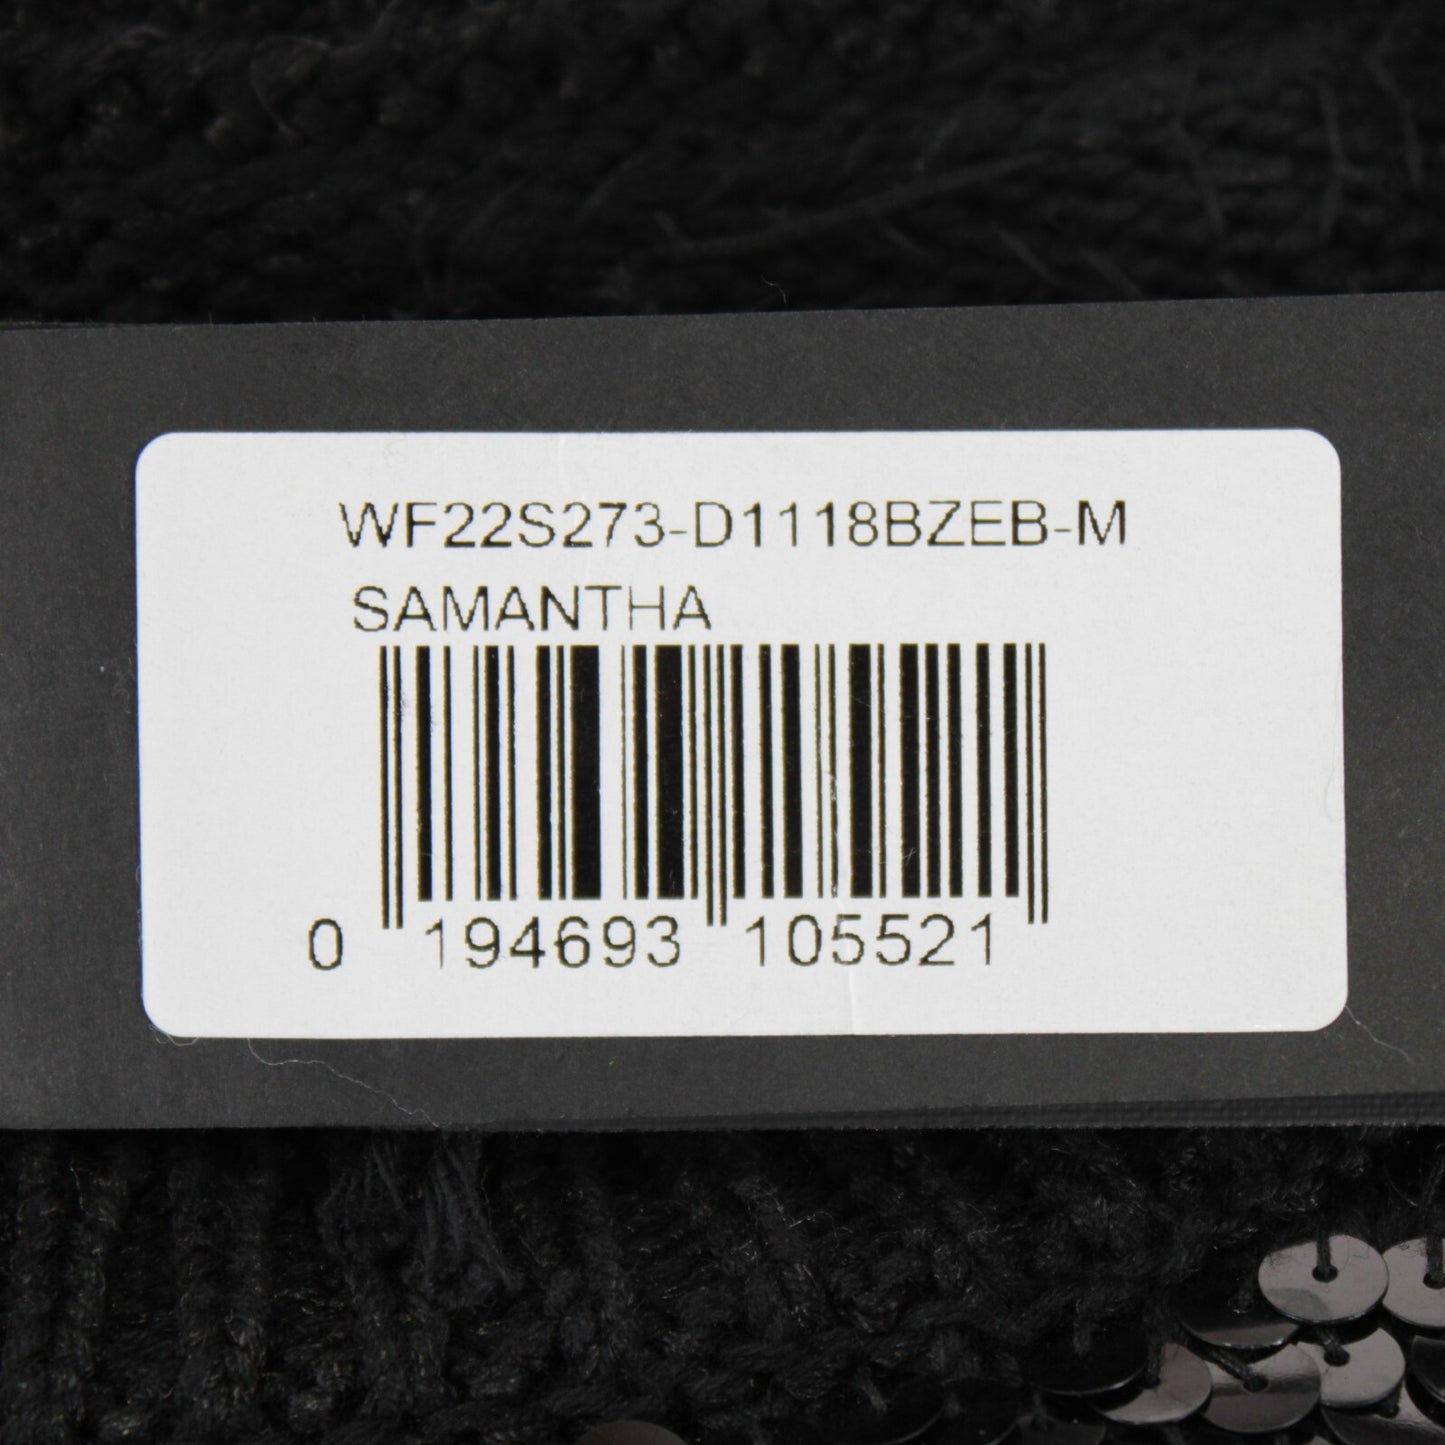 WF22S273-D1118BZEB-M
SAMANTHA
0 194693 105521